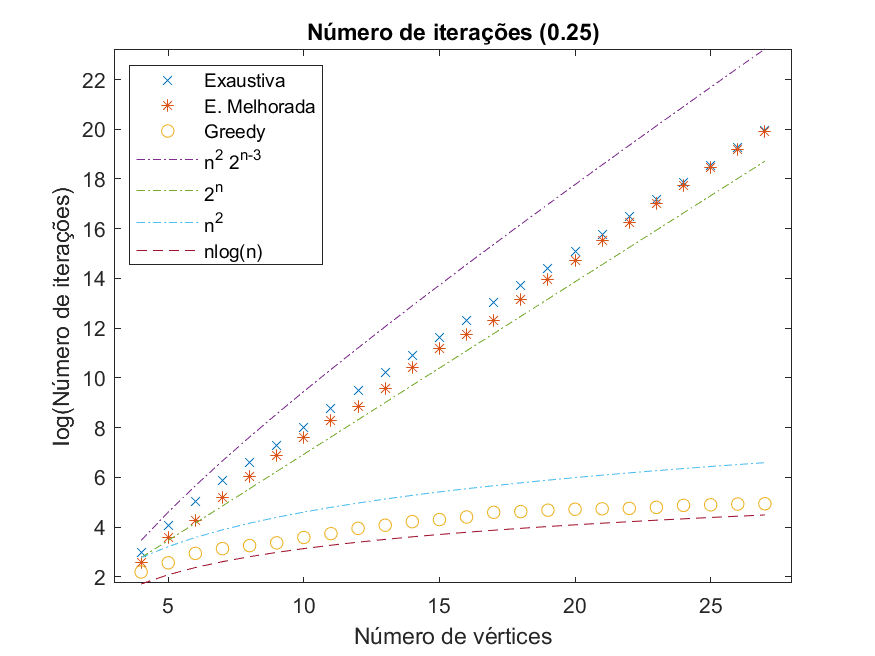 Número de iterações (0.25)
Exaustiva
E. Melhorada
Greedy
n² 2ⁿ⁻³
2ⁿ
n²
nlog(n)
log(Número de iterações)
22
20
18
16
14
12
10
8
6
4
2
5 10 15 20 25
Número de vértices